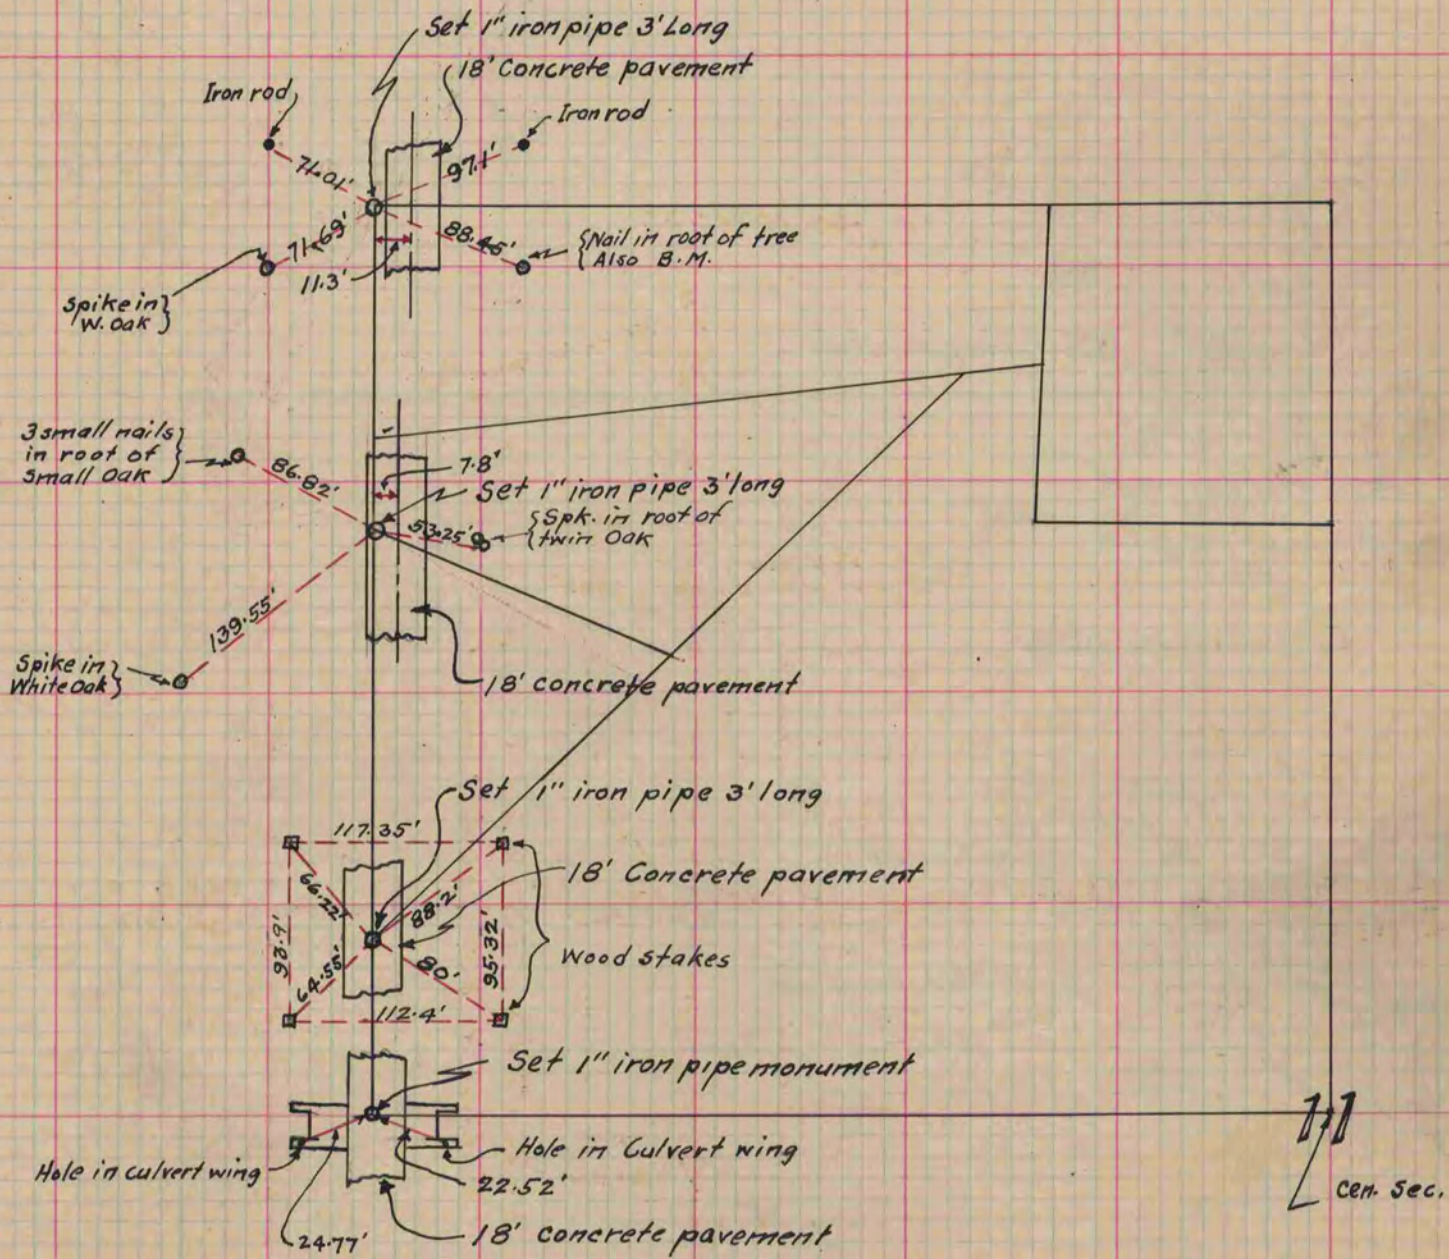 Set 1" iron pipe 3' Long
18' Concrete pavement
Iron rod
Iron rod
71.01'
97.1'
71.69'
88.45'
{Nail in root of tree
Also B.M.
11.3'
Spike in}
W. Oak
3 small nails}
in root of
Small Oak
86.82'
7.8'
Set 1" iron pipe 3' long
53.25'
{Spk. in root of
twin Oak
139.55'
Spike in}
White Oak
18' concrete pavement
Set 1" iron pipe 3' long
117.35'
18' Concrete pavement
66.22'
88.2'
93.9'
95.32'
Wood stakes
64.55'
80'
112.4'
Set 1" iron pipe monument
11
Hole in culvert wing
Hole in Culvert wing
22.52'
Cen. Sec.
24.77'
18' concrete pavement